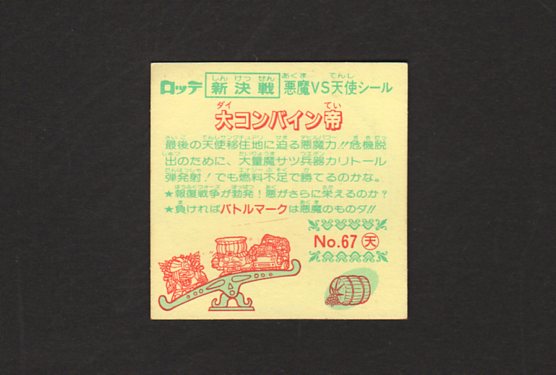 ロッテ 新決戦 悪魔VS天使シール
大コンバイン帝
最後の天使移住地に迫る悪魔力!!危機脱
出のために、大量魔サツ兵器カリトール
弾発射!でも燃料不足で勝てるのかな。
★報復戦争が勃発!悪がさらに栄えるのか?
★負ければバトルマークは悪魔のものダ!!
No.67 天